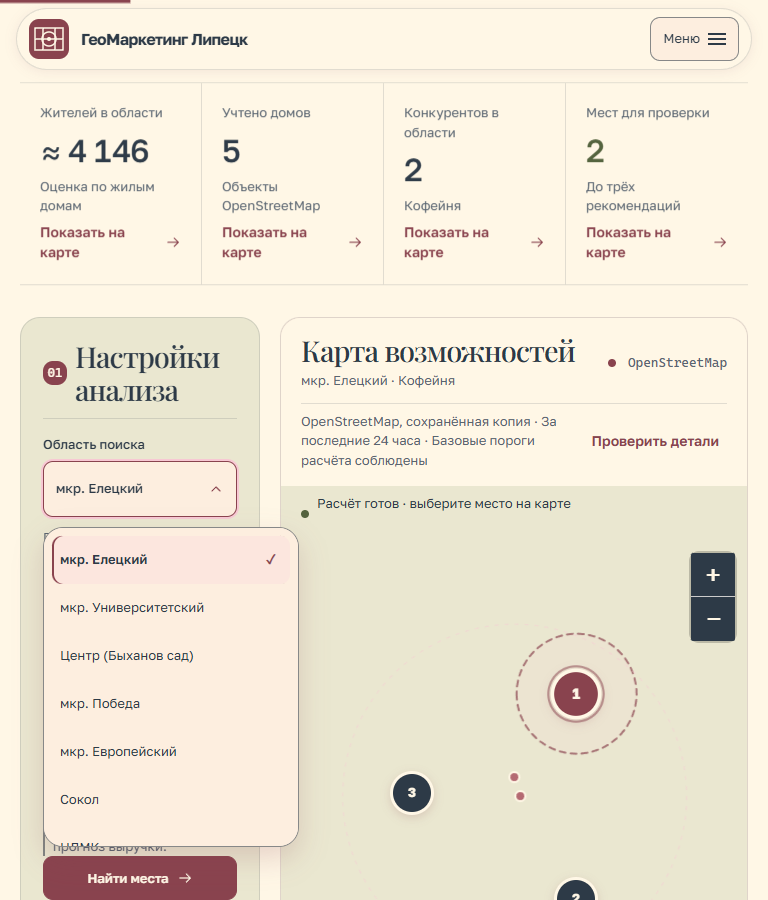 ГеоМаркетинг Липецк
Меню
Жителей в области
≈ 4 146
Оценка по жилым
домам
Показать на
карте →
Учтено домов
5
Объекты
OpenStreetMap
Показать на
карте →
Конкурентов в
области
2
Кофейня
Показать на
карте →
Мест для проверки
2
До трёх
рекомендаций
Показать на
карте →
01 Настройки
анализа
Область поиска
мкр. Елецкий
мкр. Елецкий ✓
мкр. Университетский
Центр (Быханов сад)
мкр. Победа
мкр. Европейский
Сокол
прогноз выручки.
Найти места →
Карта возможностей
мкр. Елецкий · Кофейня
OpenStreetMap
OpenStreetMap, сохранённая копия · За
последние 24 часа · Базовые пороги
расчёта соблюдены
Проверить детали
Расчёт готов · выберите место на карте
+
−
1
3
2